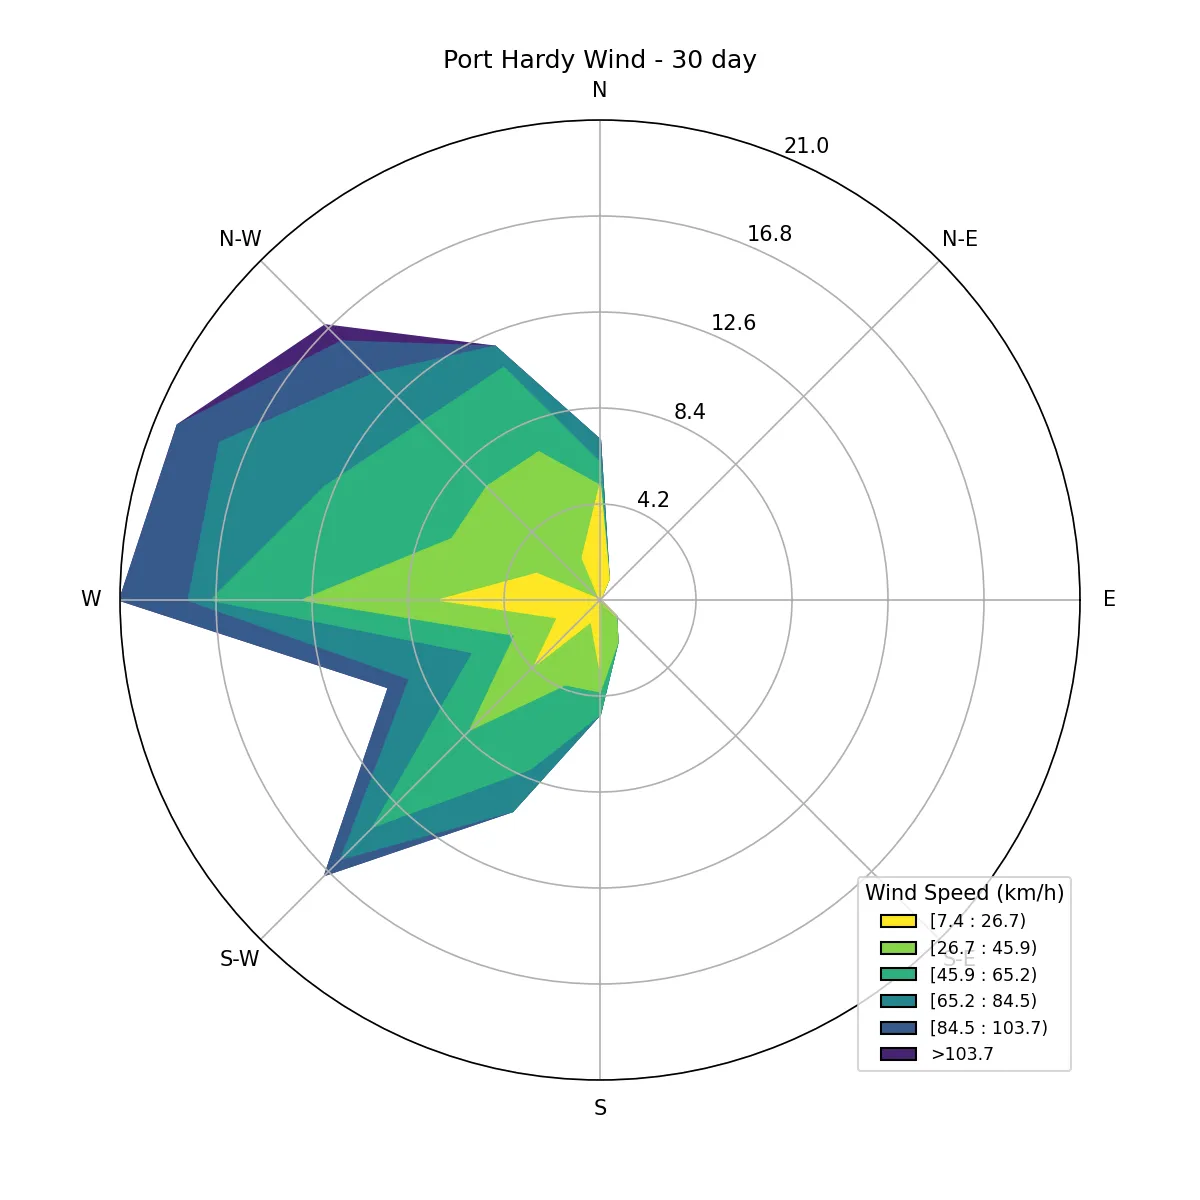 Port Hardy Wind - 30 day
N
21.0
16.8
N-W
N-E
12.6
8.4
4.2
W
E
Wind Speed (km/h)
[7.4 : 26.7)
[26.7 : 45.9)
S-W
S-E
[45.9 : 65.2)
[65.2 : 84.5)
[84.5 : 103.7)
>103.7
S